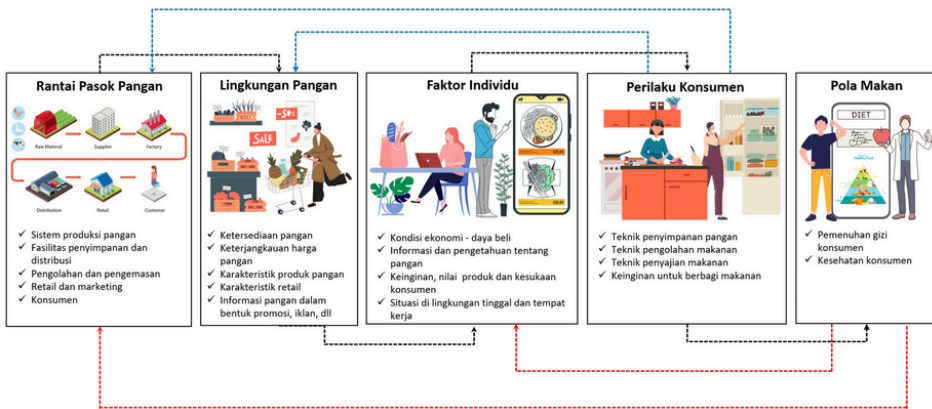 Rantai Pasok Pangan
Raw Material
Supplier
Factory
Distribution
Retail
Customer
✓ Sistem produksi pangan
✓ Fasilitas penyimpanan dan
distribusi
✓ Pengolahan dan pengemasan
✓ Retail dan marketing
✓ Konsumen
Lingkungan Pangan
-50%
SALE
✓ Ketersediaan pangan
✓ Keterjangkauan harga
pangan
✓ Karakteristik produk pangan
✓ Karakteristik retail
✓ Informasi pangan dalam
bentuk promosi, iklan, dll
Faktor Individu
✓ Kondisi ekonomi - daya beli
✓ Informasi dan pengetahuan tentang
pangan
✓ Keinginan, nilai produk dan kesukaan
konsumen
✓ Situasi di lingkungan tinggal dan tempat
kerja
Perilaku Konsumen
✓ Teknik penyimpanan pangan
✓ Teknik pengolahan makanan
✓ Teknik penyajian makanan
✓ Keinginan untuk berbagi makanan
Pola Makan
DIET
✓ Pemenuhan gizi
konsumen
✓ Kesehatan konsumen